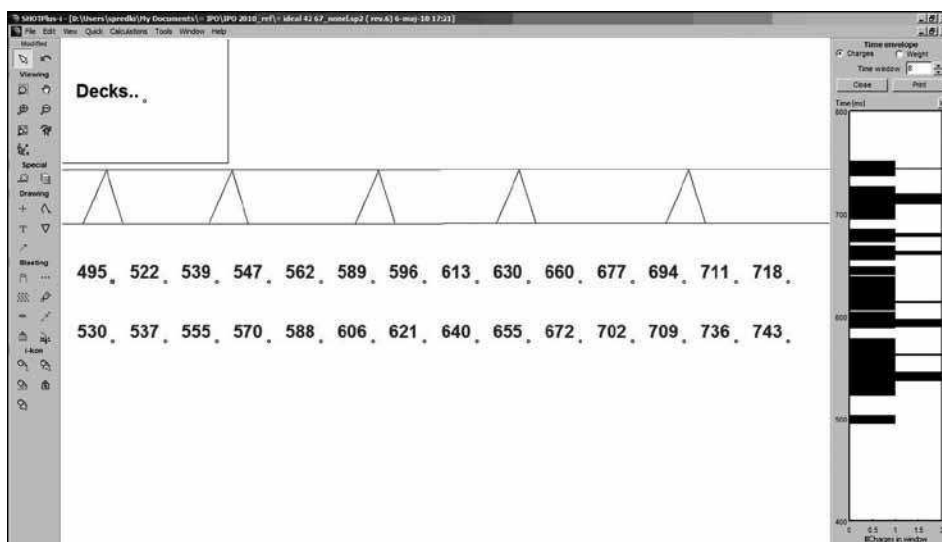 SHOTPlus-i - [D:\Users\spredki\My Documents\= IPO\IPO 2010_ref\= ideal 42 67_nonel.sp2 ( rev.6) 6-maj-10 17:21]
File Edit View Quick Calculations Tools Window Help
Modified
Viewing
Special
Drawing
Blasting
i-kon
Decks..
495 522 539 547 562 589 596 613 630 660 677 694 711 718
530 537 555 570 588 606 621 640 655 672 702 709 736 743
Time envelope
Charges Weight
Time window 8
Close Print
Time (ms)
800
700
600
500
400
0 0.5 1 1.5 2
#Charges in window